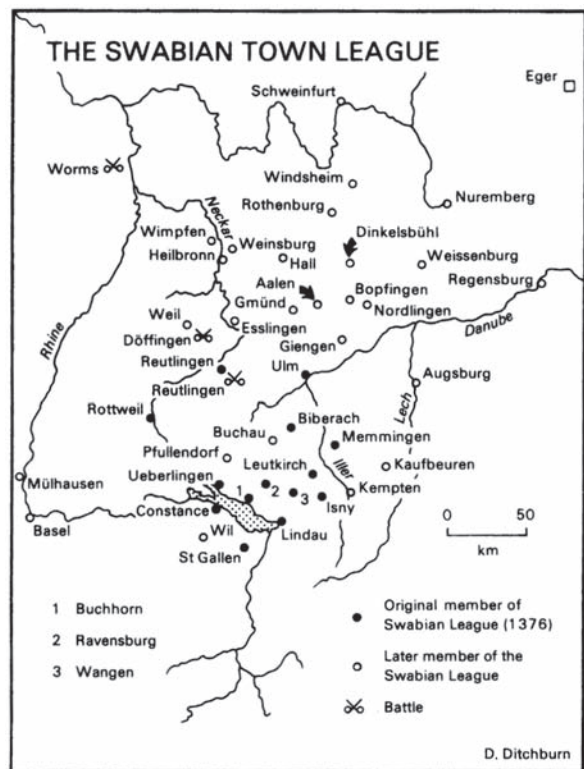 THE SWABIAN TOWN LEAGUE
Eger
Schweinfurt
Worms
Windsheim
Nuremberg
Rothenburg
Neckar
Dinkelsbühl
Wimpfen
Weinsburg
Heilbronn
Hall
Weissenburg
Regensburg
Aalen
Bopfingen
Gmünd
Nordlingen
Weil
Esslingen
Danube
Rhine
Döffingen
Giengen
Reutlingen
Ulm
Reutlingen
Augsburg
Lech
Rottweil
Biberach
Buchau
Memmingen
Pfullendorf
Iller
Leutkirch
Kaufbeuren
Ueberlingen
Mülhausen
1
2
3
Kempten
Isny
Constance
Basel
Lindau
Wil
St Gallen
0 50
km
1 Buchhorn
2 Ravensburg
3 Wangen
Original member of
Swabian League (1376)
Later member of the
Swabian League
Battle
D. Ditchburn